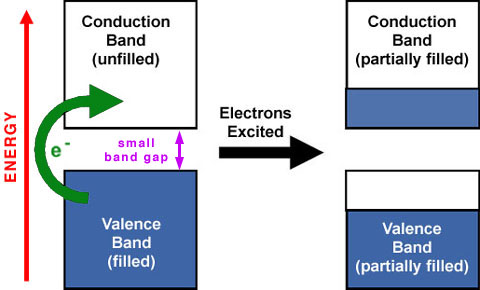 ENERGY
Conduction
Band
(unfilled)
e-
small
band gap
Valence
Band
(filled)
Electrons
Excited
Conduction
Band
(partially filled)
Valence
Band
(partially filled)